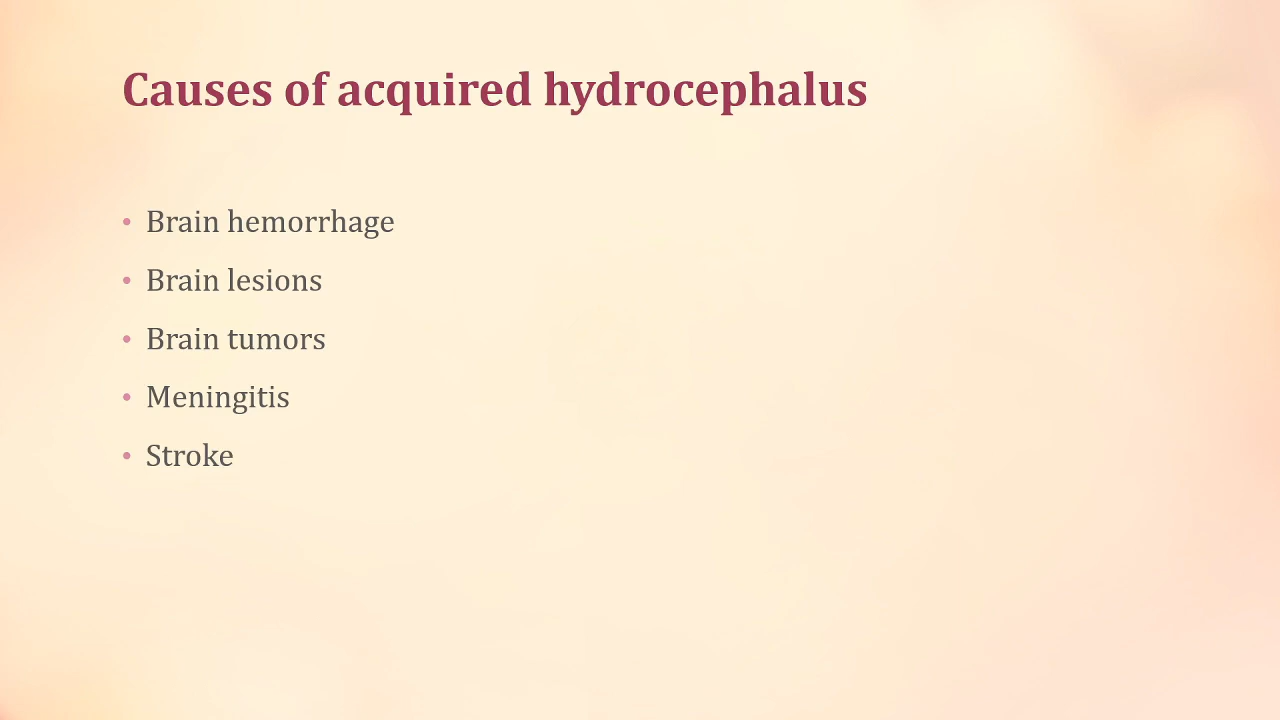 Causes of acquired hydrocephalus
• Brain hemorrhage
• Brain lesions
• Brain tumors
• Meningitis
• Stroke